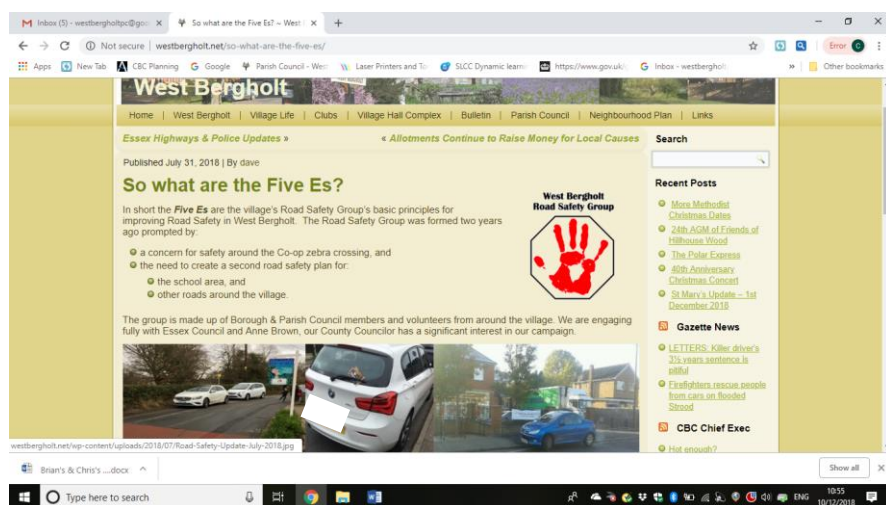 Inbox (5) - westbergholtpc@goo
So what are the Five Es? ~ West
Not secure | westbergholt.net/so-what-are-the-five-es/
Error
Apps New Tab CBC Planning Google Parish Council - Wes Laser Printers and To SLCC Dynamic learn https://www.gov.uk/ Inbox - westbergholt » Other bookmarks
West Bergholt
Home | West Bergholt | Village Life | Clubs | Village Hall Complex | Bulletin | Parish Council | Neighbourhood Plan | Links
Essex Highways & Police Updates » « Allotments Continue to Raise Money for Local Causes
Published July 31, 2018 | By dave
So what are the Five Es?
In short the Five Es are the village's Road Safety Group's basic principles for
improving Road Safety in West Bergholt. The Road Safety Group was formed two years
ago prompted by:
a concern for safety around the Co-op zebra crossing, and
the need to create a second road safety plan for:
the school area, and
other roads around the village.
West Bergholt
Road Safety Group
The group is made up of Borough & Parish Council members and volunteers from around the village. We are engaging
fully with Essex Council and Anne Brown, our County Councilor has a significant interest in our campaign.
Search
Recent Posts
More Methodist
Christmas Dates
24th AGM of Friends of
Hillhouse Wood
The Polar Express
40th Anniversary
Christmas Concert
St Mary's Update – 1st
December 2018
Gazette News
LETTERS: Killer driver's
3½ years sentence is
pitiful
Firefighters rescue people
from cars on flooded
Strood
CBC Chief Exec
Hot enough?
westbergholt.net/wp-content/uploads/2018/07/Road-Safety-Update-July-2018.jpg
Brian's & Chris's ....docx
Show all
Type here to search
ENG
10:55
10/12/2018